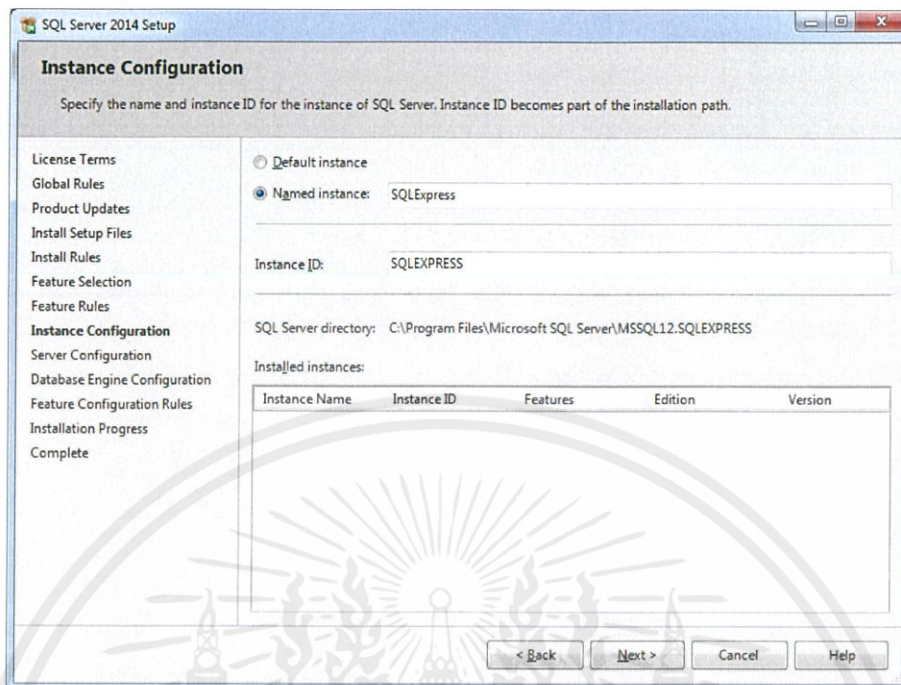 SQL Server 2014 Setup
Instance Configuration
Specify the name and instance ID for the instance of SQL Server. Instance ID becomes part of the installation path.
License Terms
Global Rules
Product Updates
Install Setup Files
Install Rules
Feature Selection
Feature Rules
Instance Configuration
Server Configuration
Database Engine Configuration
Feature Configuration Rules
Installation Progress
Complete
Default instance
Named instance: SQLExpress
Instance ID: SQLEXPRESS
SQL Server directory: C:\Program Files\Microsoft SQL Server\MSSQL12.SQLEXPRESS
Installed instances:
Instance Name Instance ID Features Edition Version
< Back Next > Cancel Help